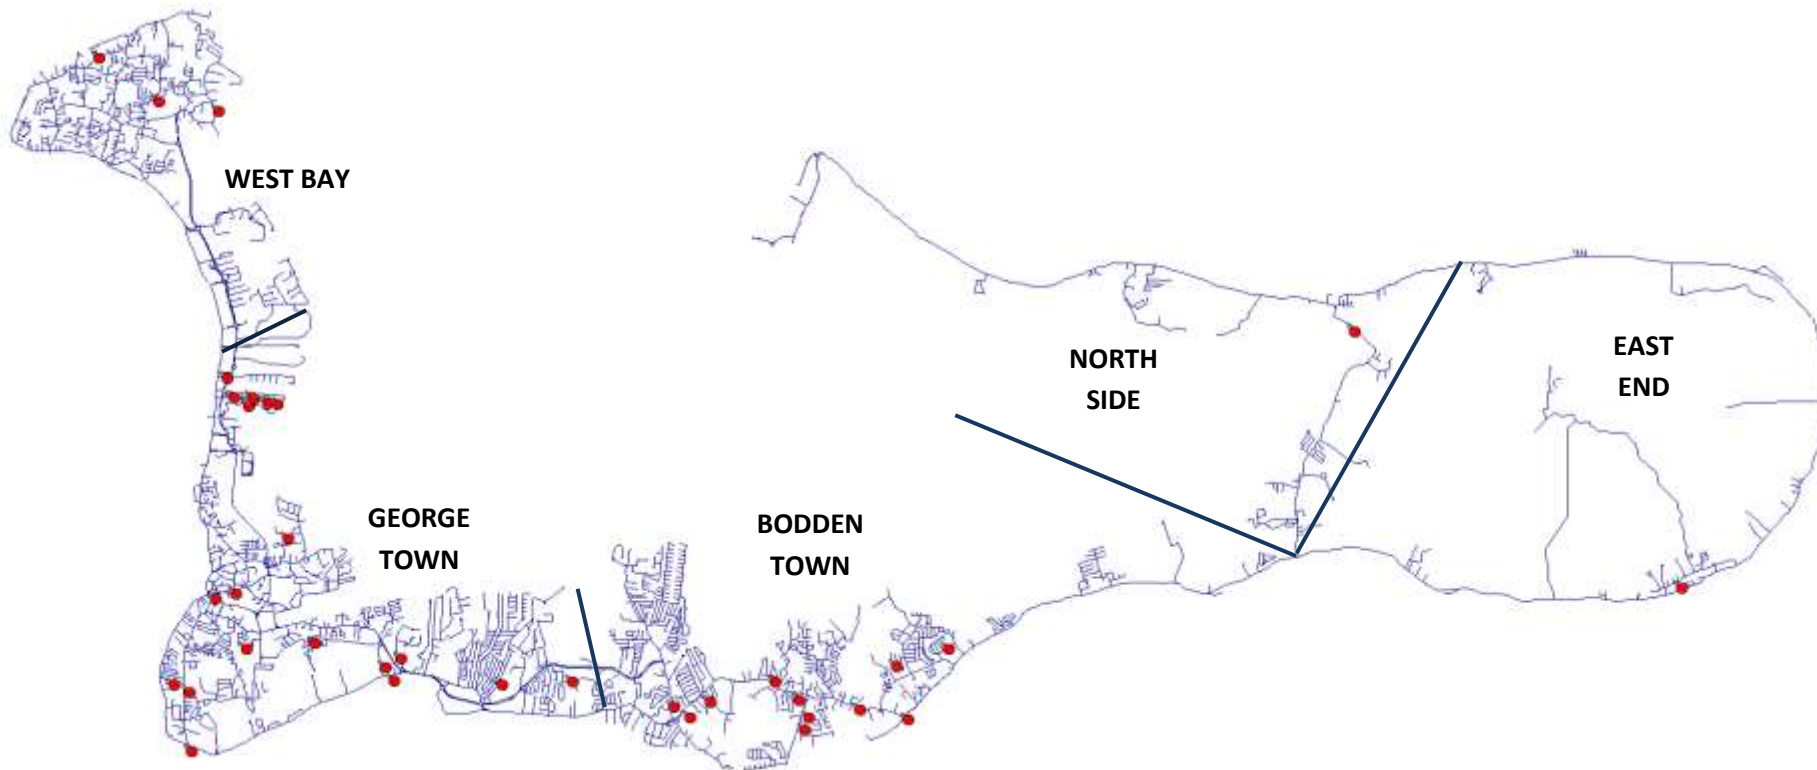 WEST BAY
NORTH
SIDE
EAST
END
GEORGE
TOWN
BODDEN
TOWN